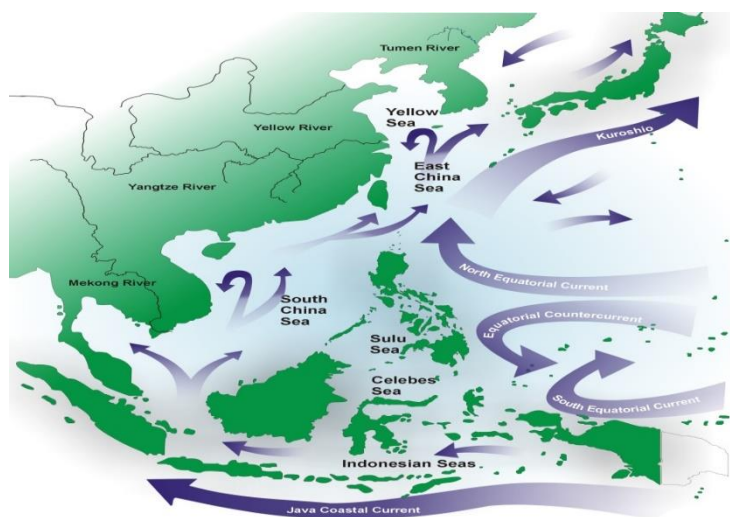 Tumen River
Yellow
Sea
Yellow River
Kuroshio
East
China
Sea
Yangtze River
North Equatorial Current
Mekong River
South
China
Sea
Equatorial Countercurrent
Sulu
Sea
Celebes
Sea
South Equatorial Current
Indonesian Seas
Java Coastal Current